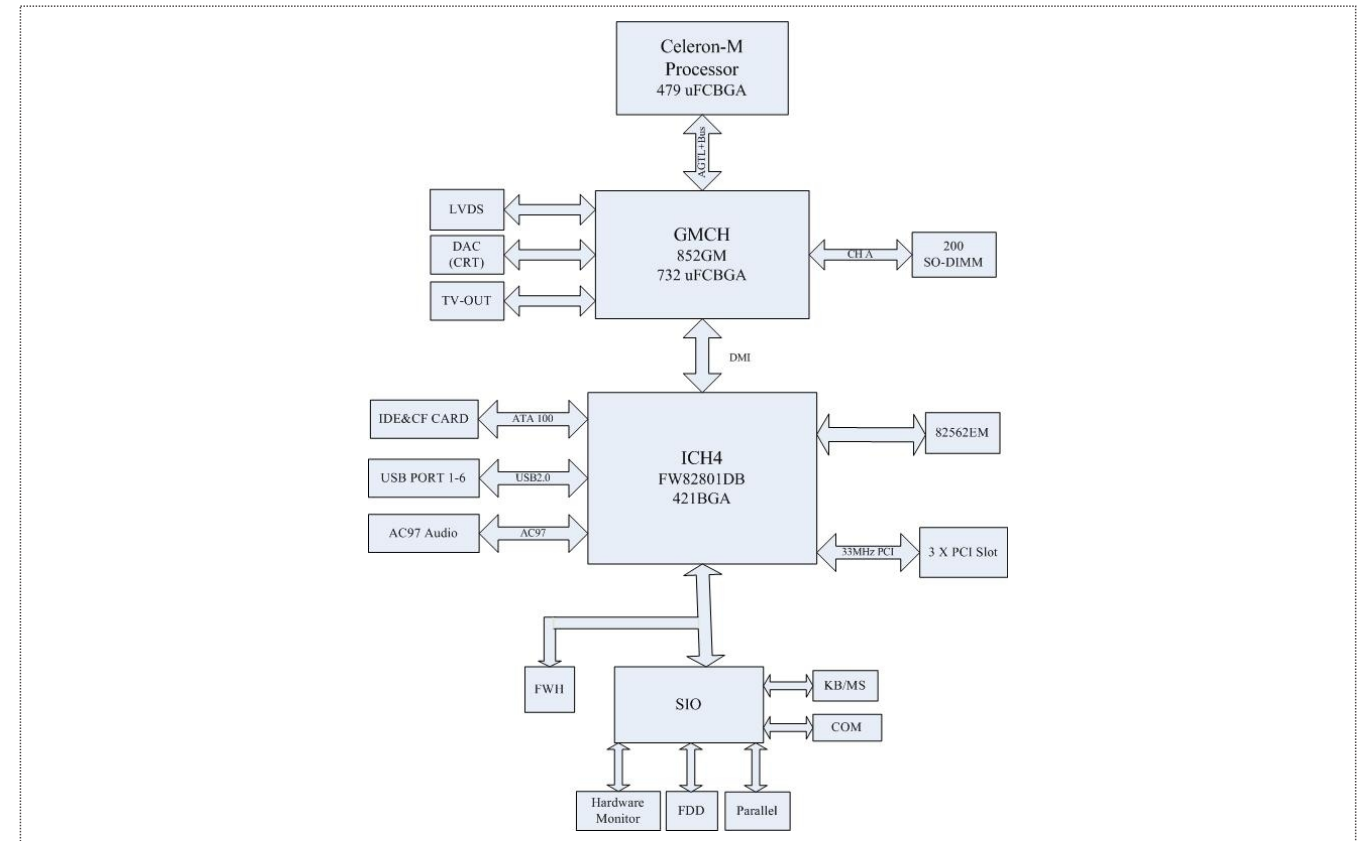 Celeron-M
Processor
479 uFCBGA
AGTL+Bus
LVDS
DAC
(CRT)
TV-OUT
GMCH
852GM
732 uFCBGA
CH A
200
SO-DIMM
DMI
IDE&CF CARD
ATA 100
USB PORT 1-6
USB2.0
AC97 Audio
AC97
ICH4
FW82801DB
421BGA
82562EM
33MHz PCI
3 X PCI Slot
FWH
SIO
KB/MS
COM
Hardware
Monitor
FDD
Parallel